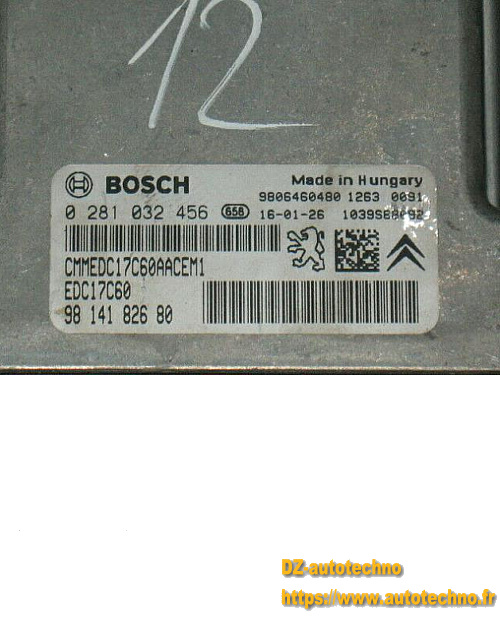 12
BOSCH
Made in Hungary
9806460480 1263 0091
0 281 032 456 658 16-01-26
CMMEDC17C60AACEM1
EDC17C60
98 141 826 80
DZ-autotechno
https://www.autotechno.fr